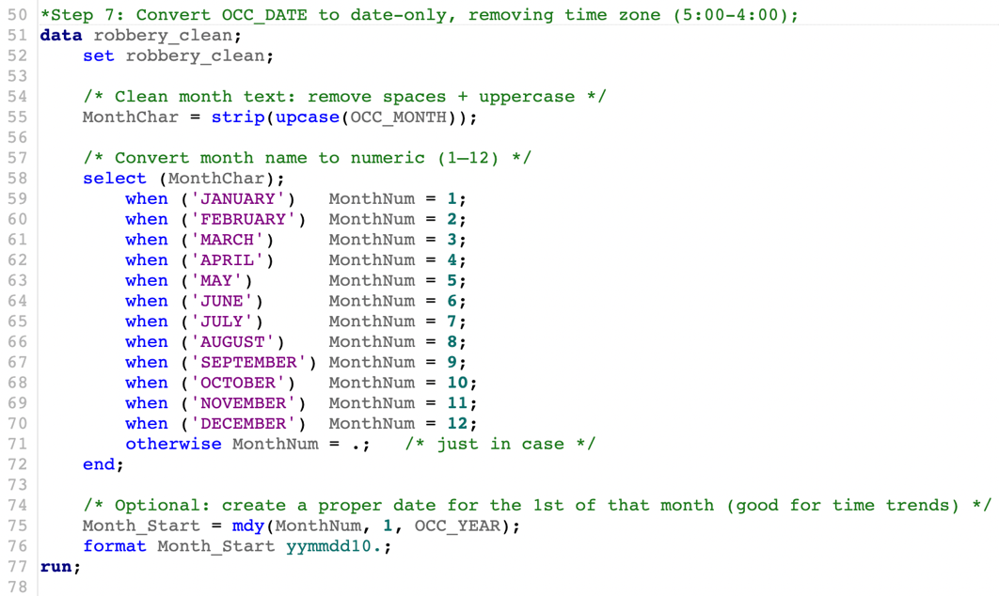 50 *Step 7: Convert OCC_DATE to date-only, removing time zone (5:00-4:00);
51 data robbery_clean;
52     set robbery_clean;
53
54     /* Clean month text: remove spaces + uppercase */
55     MonthChar = strip(upcase(OCC_MONTH));
56
57     /* Convert month name to numeric (1–12) */
58     select (MonthChar);
59         when ('JANUARY')   MonthNum = 1;
60         when ('FEBRUARY')  MonthNum = 2;
61         when ('MARCH')     MonthNum = 3;
62         when ('APRIL')     MonthNum = 4;
63         when ('MAY')       MonthNum = 5;
64         when ('JUNE')      MonthNum = 6;
65         when ('JULY')      MonthNum = 7;
66         when ('AUGUST')    MonthNum = 8;
67         when ('SEPTEMBER') MonthNum = 9;
68         when ('OCTOBER')   MonthNum = 10;
69         when ('NOVEMBER')  MonthNum = 11;
70         when ('DECEMBER')  MonthNum = 12;
71         otherwise MonthNum = .;   /* just in case */
72     end;
73
74     /* Optional: create a proper date for the 1st of that month (good for time trends) */
75     Month_Start = mdy(MonthNum, 1, OCC_YEAR);
76     format Month_Start yymmdd10.;
77 run;
78